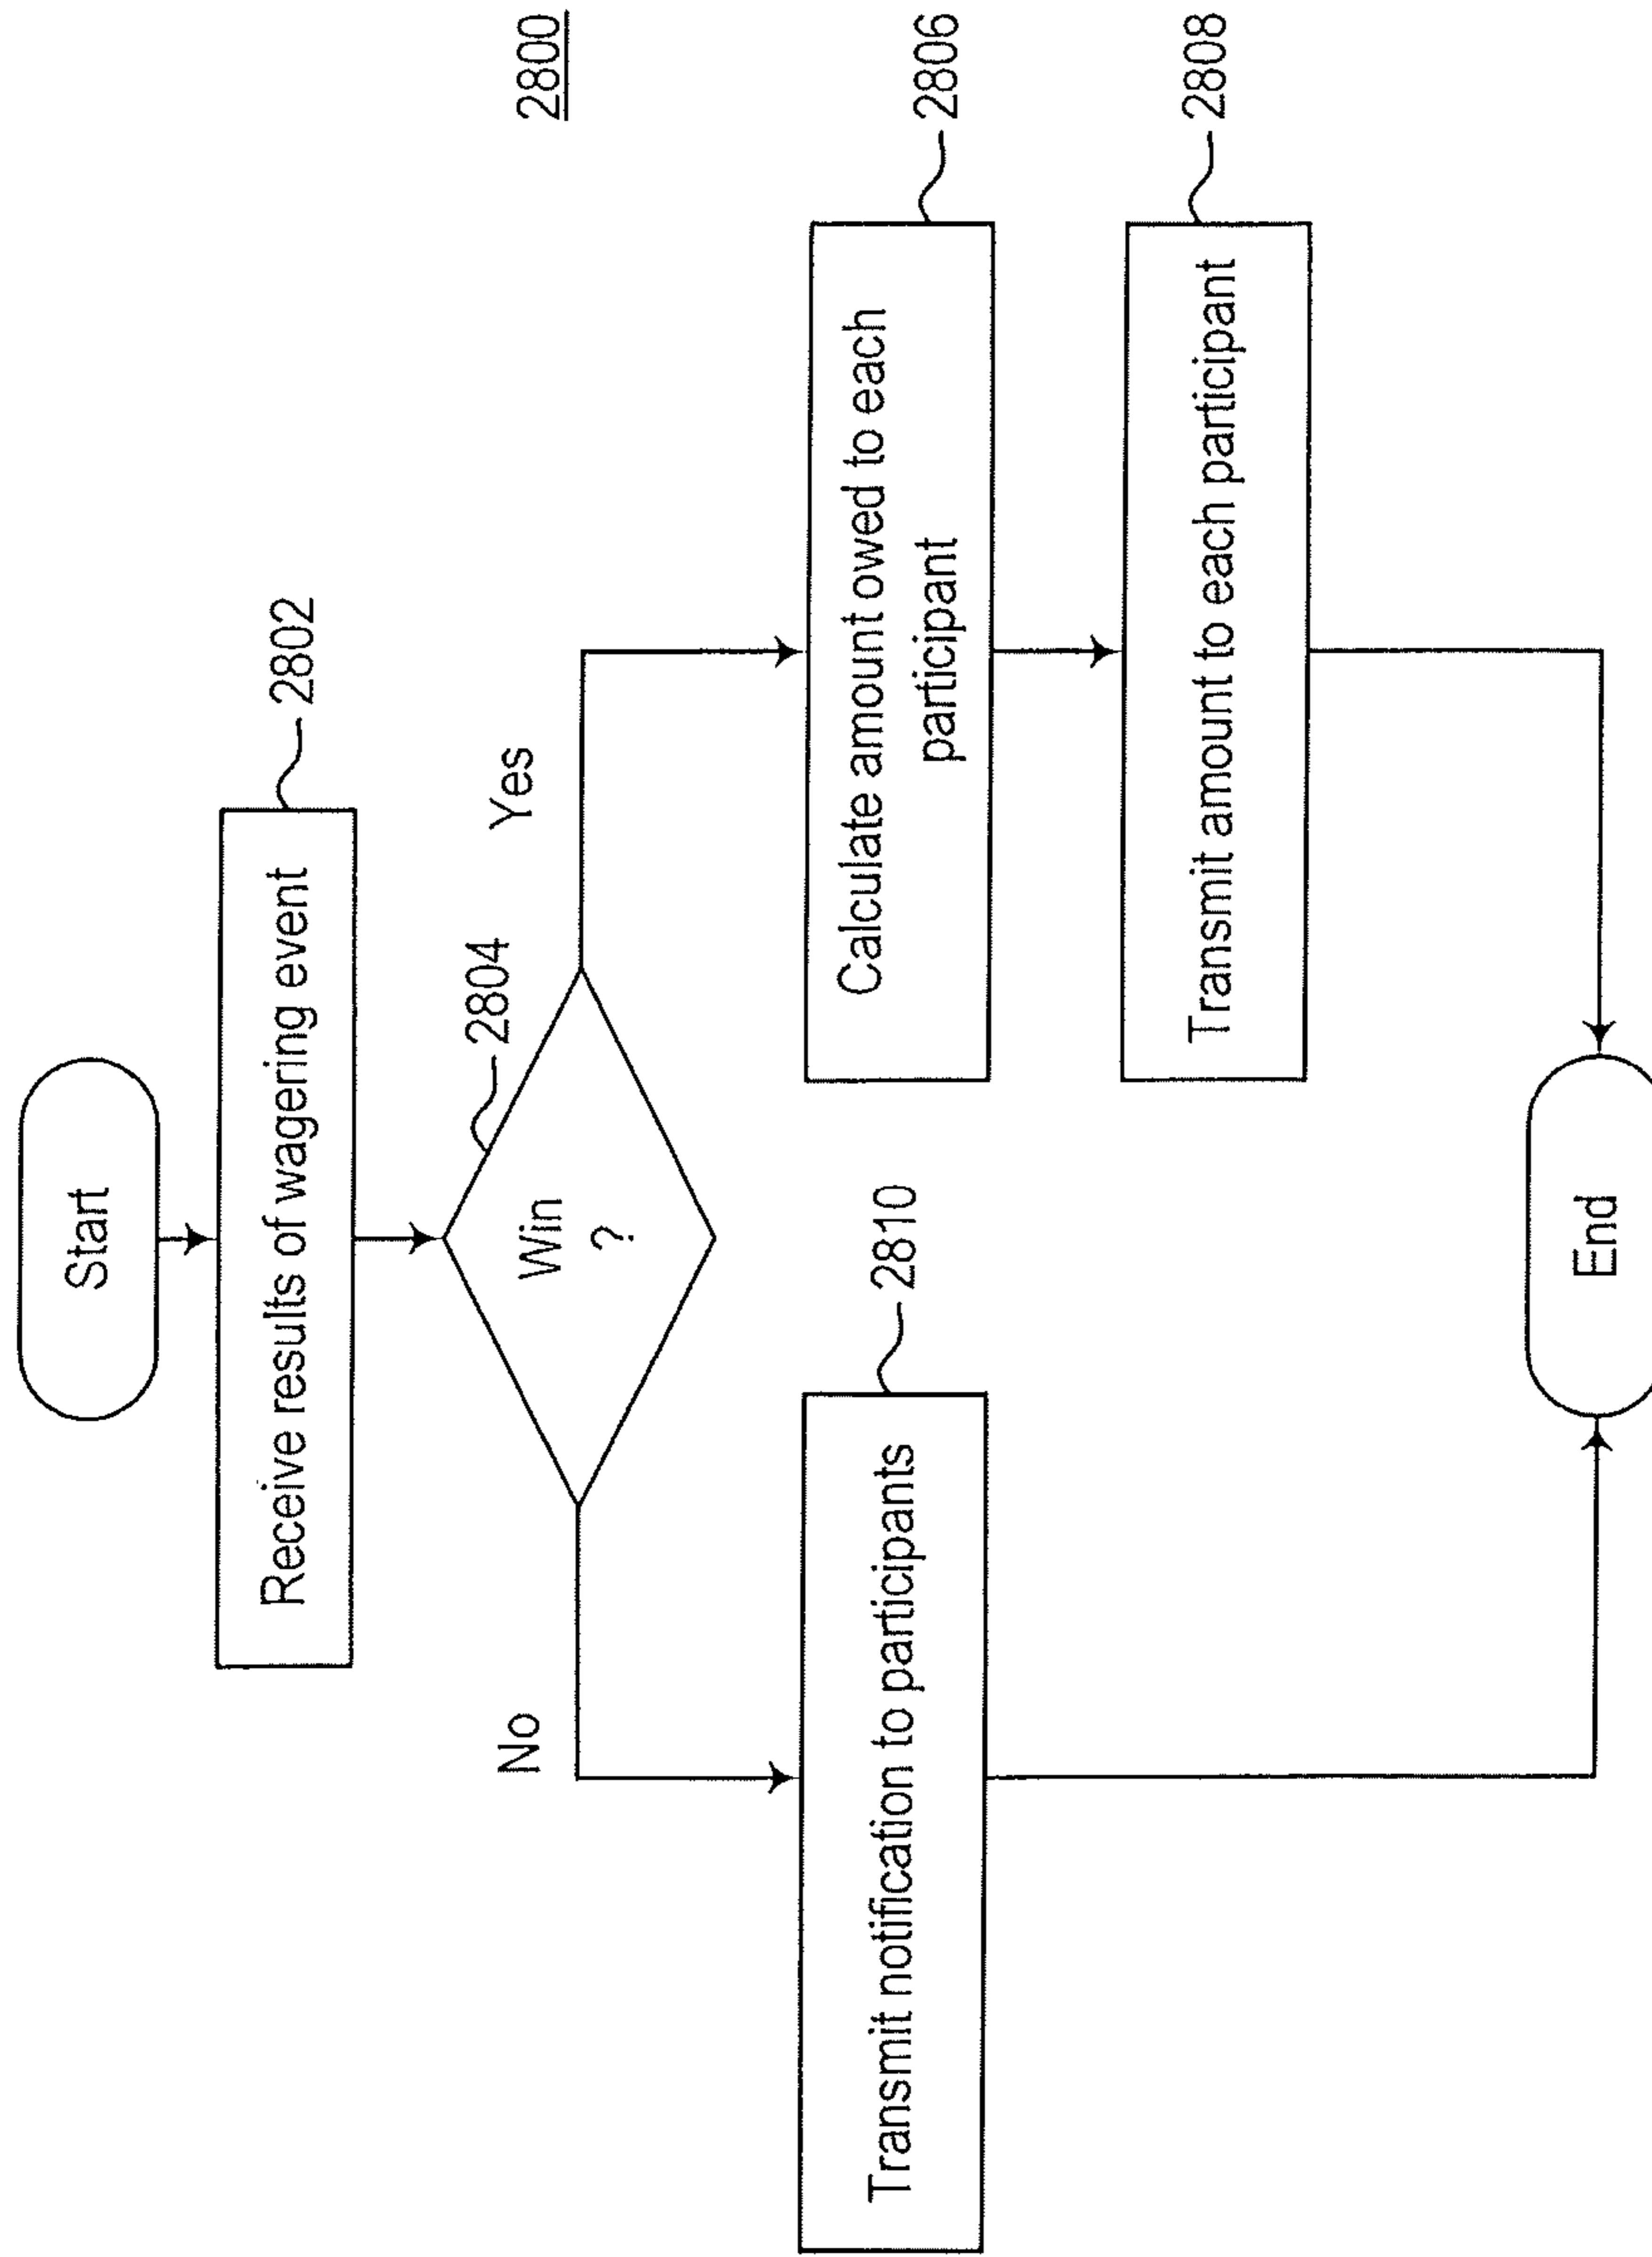 2800
Start
Receive results of wagering event
2802
Win
?
2804
Yes
No
Calculate amount owed to each
participant
2806
Transmit amount to each participant
2808
Transmit notification to participants
2810
End